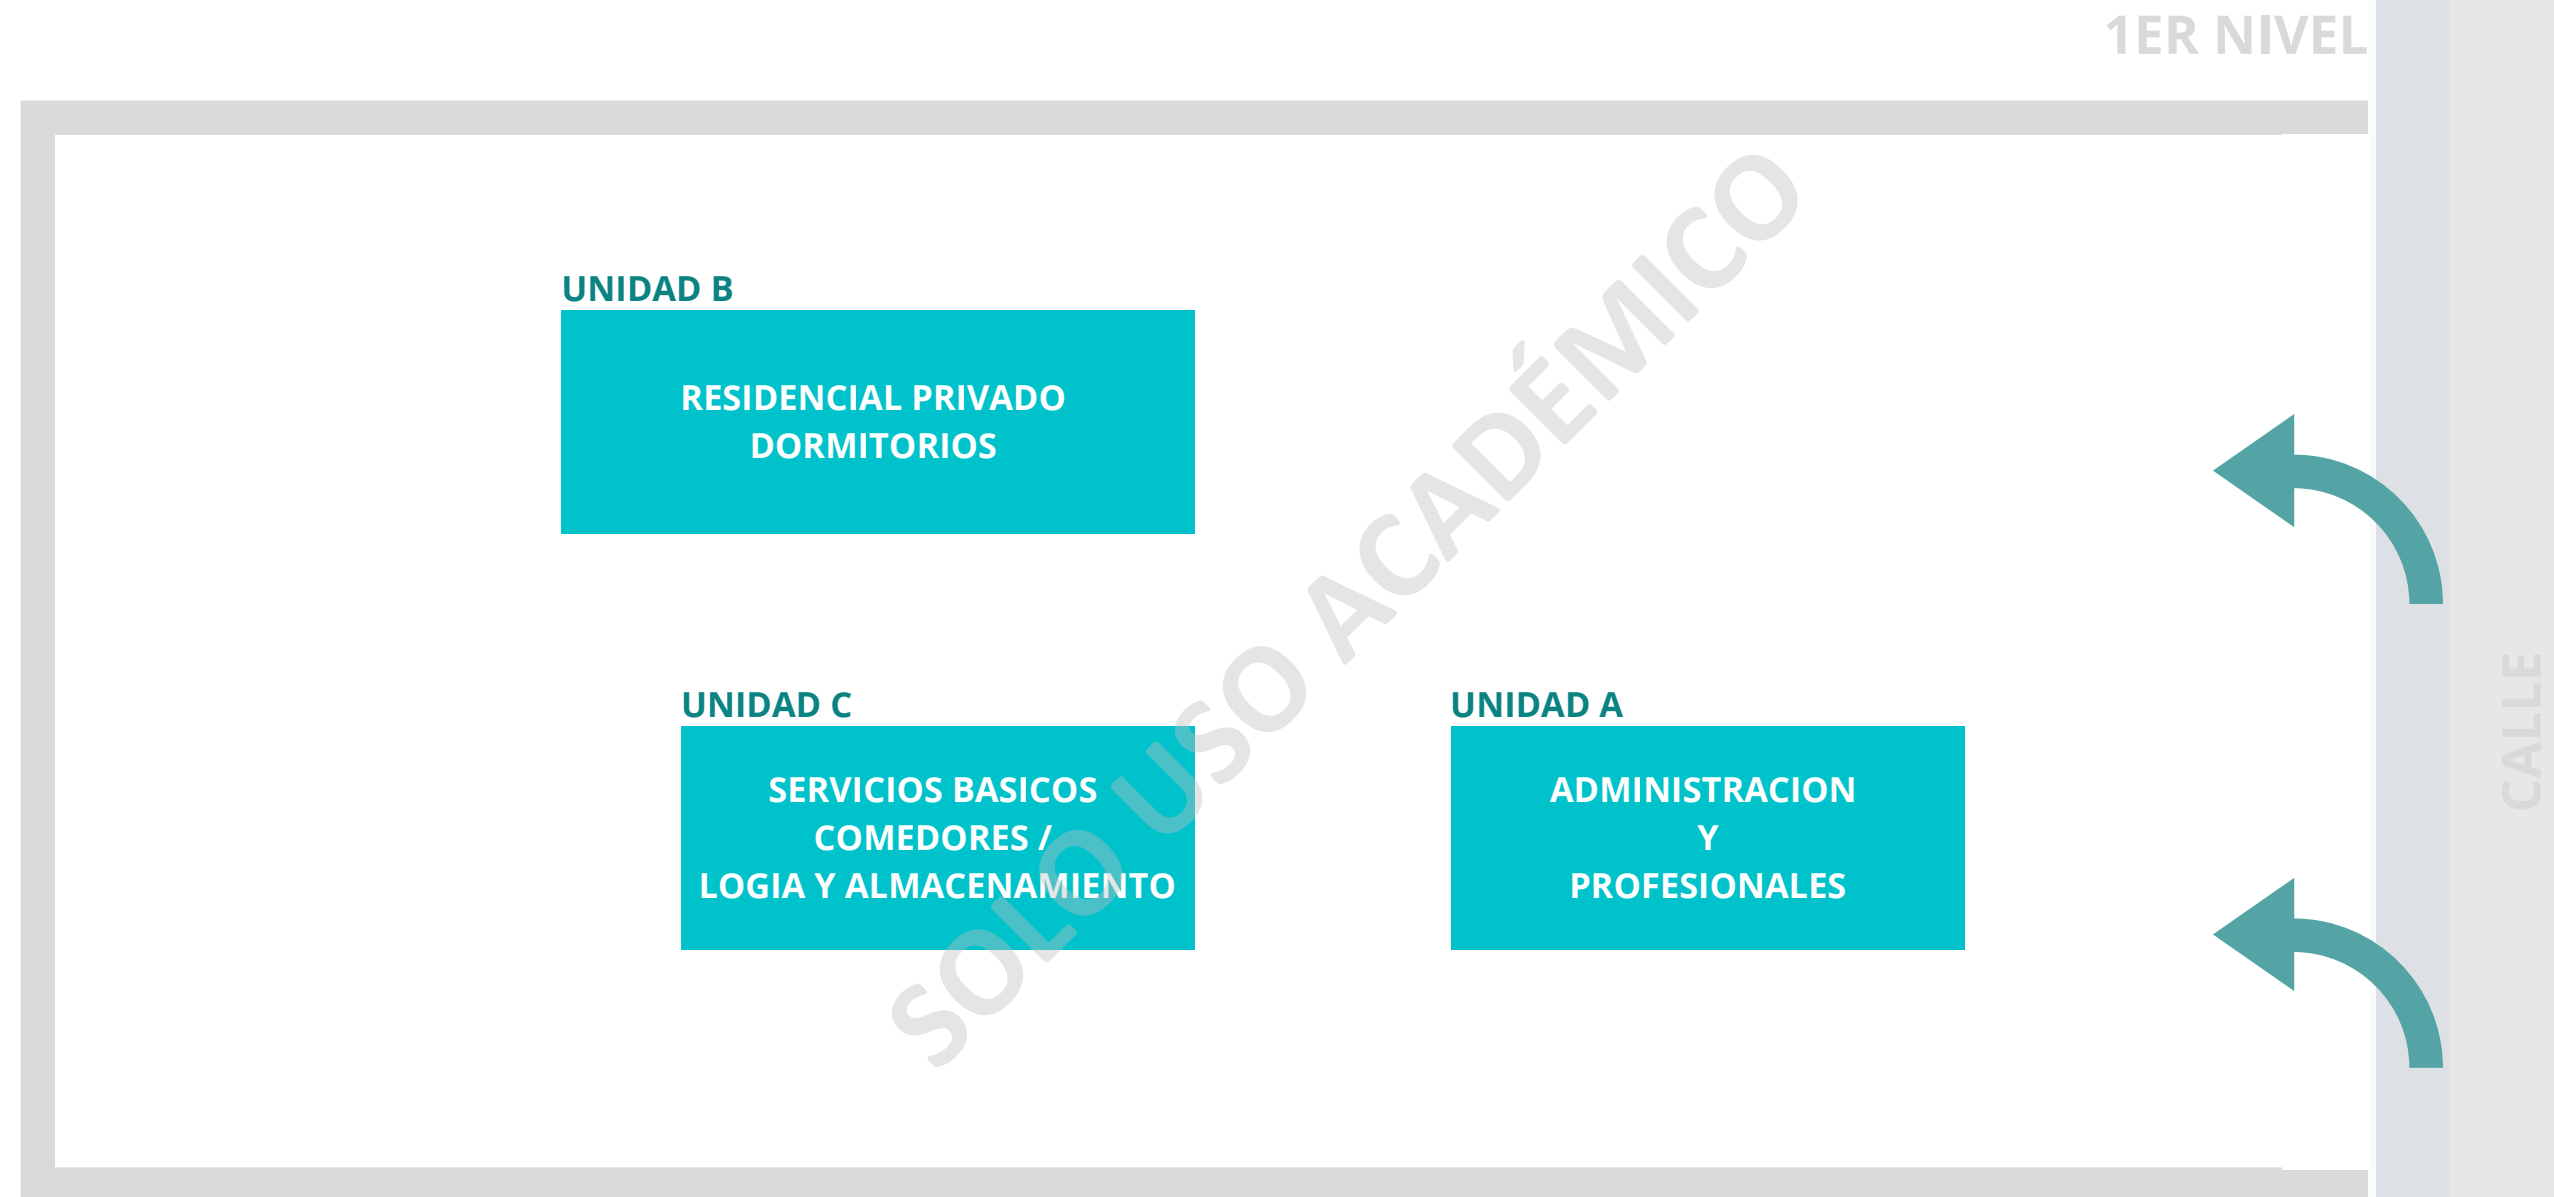 1ER NIVEL
UNIDAD B
RESIDENCIAL PRIVADO
DORMITORIOS
UNIDAD C
SERVICIOS BASICOS
COMEDORES /
LOGIA Y ALMACENAMIENTO
UNIDAD A
ADMINISTRACION
Y
PROFESIONALES
CALLE
SOLO USO ACADÉMICO